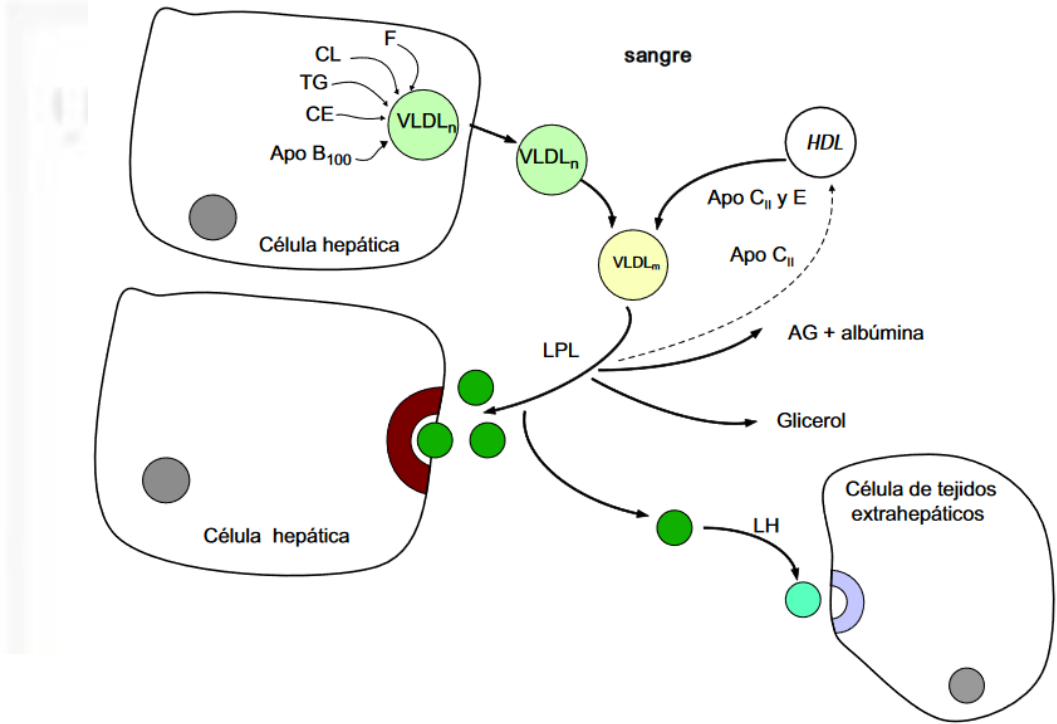 F
CL
TG
CE
Apo B100
VLDLn
Célula hepática
sangre
VLDLn
HDL
Apo CII y E
VLDLm
Apo CII
LPL
AG + albúmina
Glicerol
Célula hepática
LH
Célula de tejidos
extrahepáticos